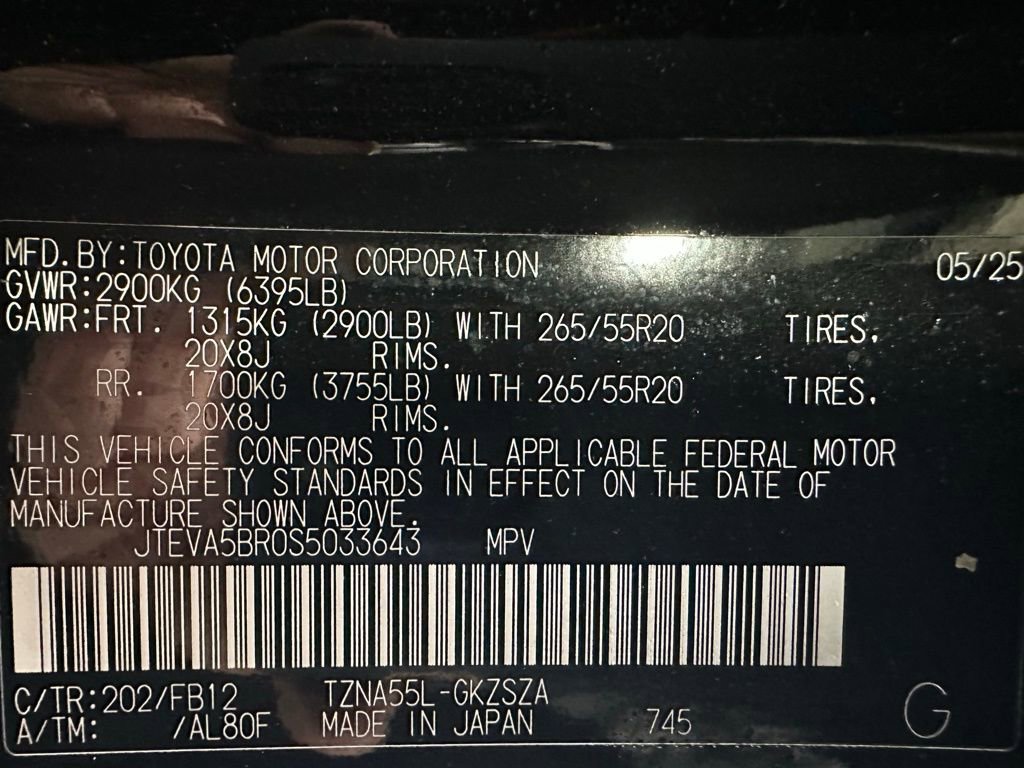 MFD. BY: TOYOTA MOTOR CORPORATION 05/25
GVWR: 2900KG (6395LB)
GAWR: FRT. 1315KG (2900LB) WITH 265/55R20 TIRES.
20X8J RIMS.
RR. 1700KG (3755LB) WITH 265/55R20 TIRES.
20X8J RIMS.
THIS VEHICLE CONFORMS TO ALL APPLICABLE FEDERAL MOTOR
VEHICLE SAFETY STANDARDS IN EFFECT ON THE DATE OF
MANUFACTURE SHOWN ABOVE.
JTEVA5BR0S5033643 MPV
C/TR: 202/FB12 TZNA55L-GKZSZA
A/TM: /AL80F MADE IN JAPAN 745 G